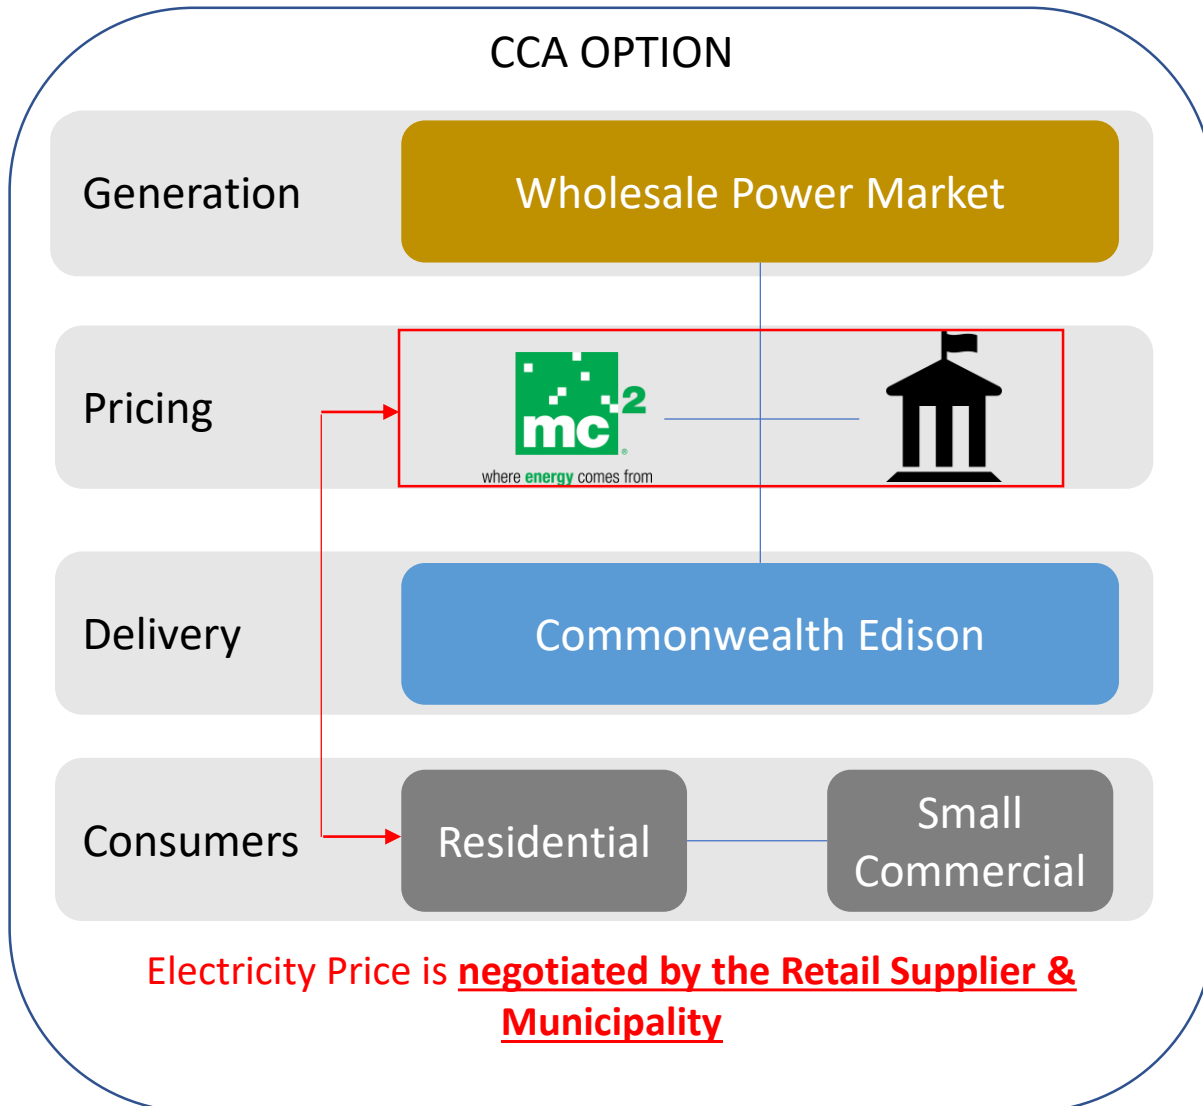 CCA OPTION
Generation
Wholesale Power Market
Pricing
mc2®
where energy comes from
Delivery
Commonwealth Edison
Consumers
Residential
Small
Commercial
Electricity Price is negotiated by the Retail Supplier &
Municipality